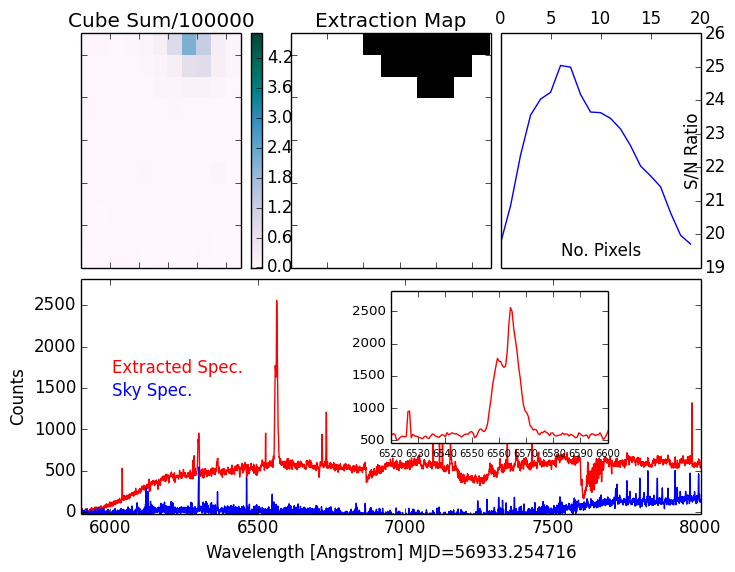 Cube Sum/100000
Extraction Map
0 5 10 15 20
4.2
3.6
3.0
2.4
1.8
1.2
0.6
0.0
26
25
24
23
22
21
20
19
S/N Ratio
No. Pixels
2500
2000
1500
1000
500
0
Counts
Extracted Spec.
Sky Spec.
2500
2000
1500
1000
500
6520 6530 6540 6550 6560 6570 6580 6590 6600
6000 6500 7000 7500 8000
Wavelength [Angstrom] MJD=56933.254716